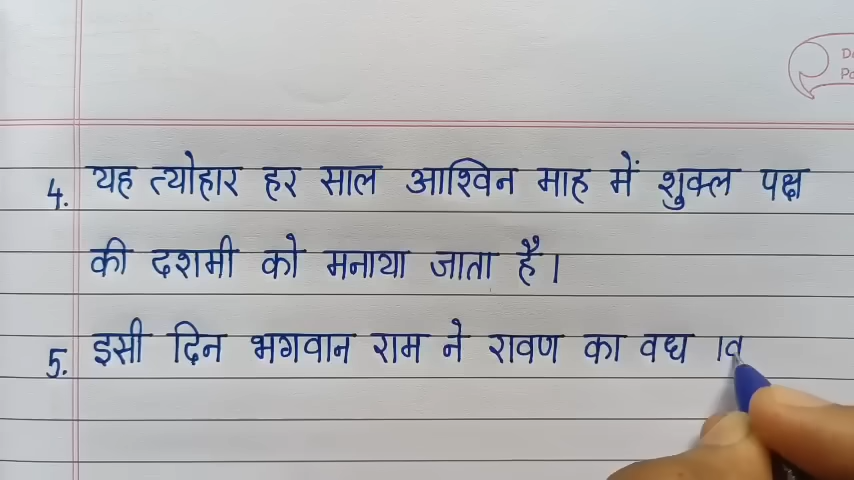 4. यह त्योहार हर साल आश्विन माह में शुक्ल पक्ष
की दशमी को मनाया जाता है।
5. इसी दिन भगवान राम ने रावण का वध